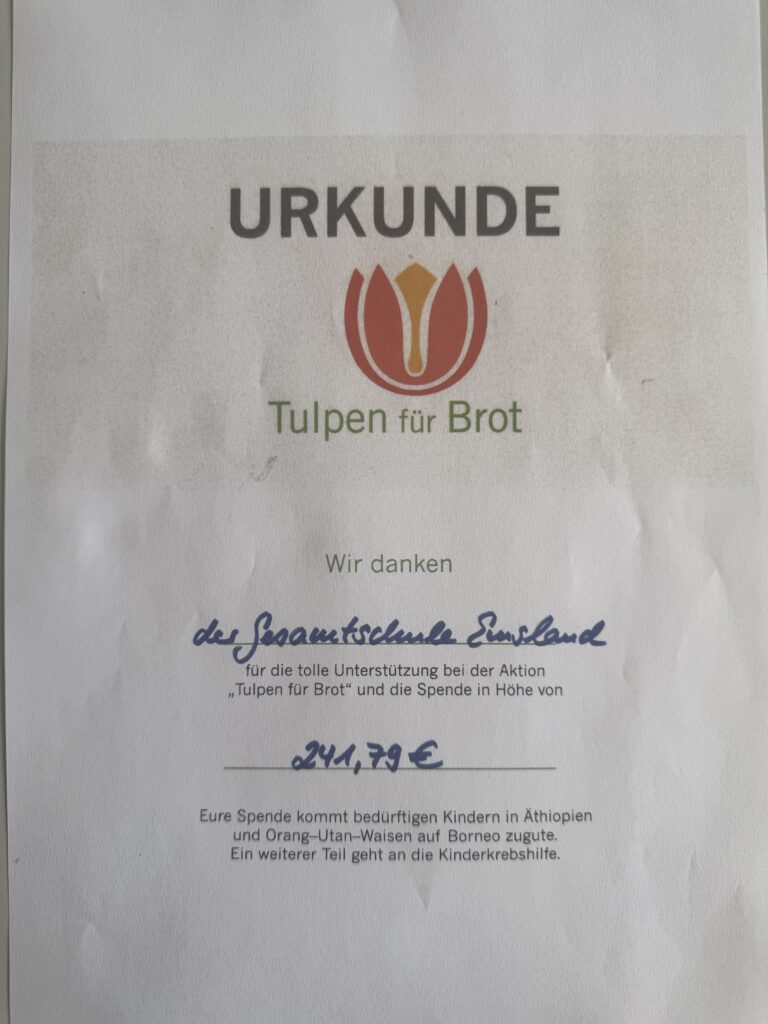 URKUNDE
Tulpen für Brot
Wir danken
der Gesamtschule Emsland
für die tolle Unterstützung bei der Aktion
„Tulpen für Brot“ und die Spende in Höhe von
241,79 €
Eure Spende kommt bedürftigen Kindern in Äthiopien
und Orang–Utan–Waisen auf Borneo zugute.
Ein weiterer Teil geht an die Kinderkrebshilfe.